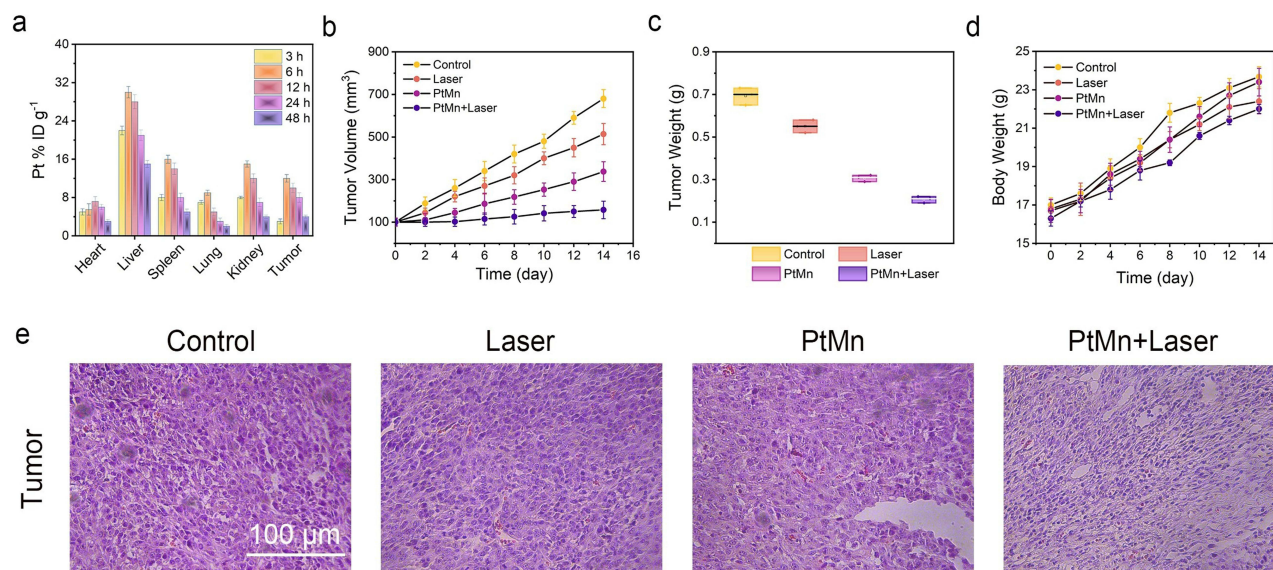 a
40
32
24
16
8
0
Pt % ID g⁻¹
3 h
6 h
12 h
24 h
48 h
Heart
Liver
Spleen
Lung
Kidney
Tumor
b
900
700
500
300
100
Tumor Volume (mm³)
Control
Laser
PtMn
PtMn+Laser
0 2 4 6 8 10 12 14 16
Time (day)
c
0.9
0.7
0.5
0.3
0.1
Tumor Weight (g)
Control
Laser
PtMn
PtMn+Laser
d
25
23
21
19
17
15
Body Weight (g)
Control
Laser
PtMn
PtMn+Laser
0 2 4 6 8 10 12 14
Time (day)
e
Control Laser PtMn PtMn+Laser
Tumor
100 μm